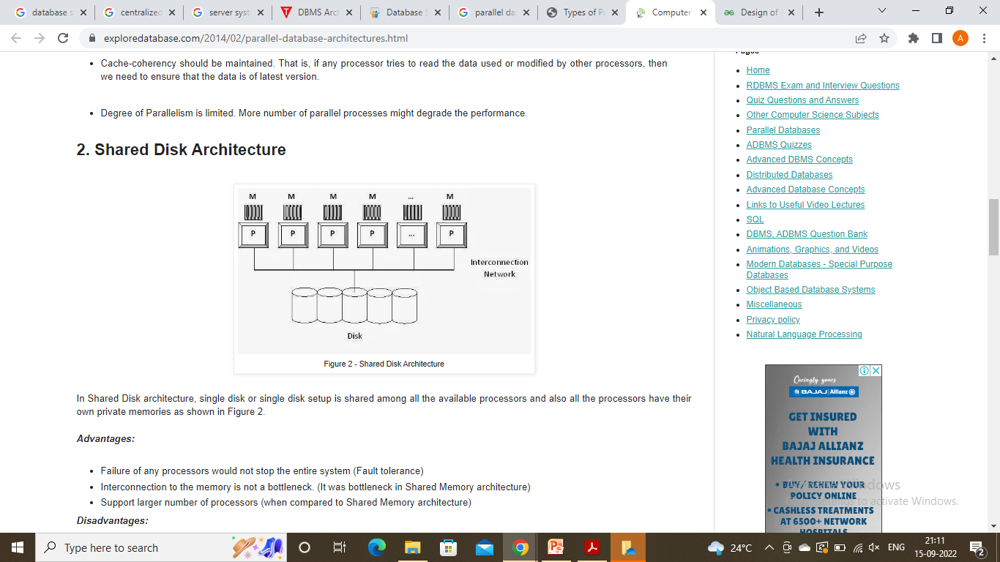 database s
centralized
server syst
DBMS Arc
Database S
parallel dat
Types of Pa
Computer
Design of
exploredatabase.com/2014/02/parallel-database-architectures.html
A
• Cache-coherency should be maintained. That is, if any processor tries to read the data used or modified by other processors, then
we need to ensure that the data is of latest version.
• Degree of Parallelism is limited. More number of parallel processes might degrade the performance.
2. Shared Disk Architecture
M M M M ... M
P P P P ... P
Interconnection
Network
Disk
Figure 2 - Shared Disk Architecture
In Shared Disk architecture, single disk or single disk setup is shared among all the available processors and also all the processors have their
own private memories as shown in Figure 2.
Advantages:
• Failure of any processors would not stop the entire system (Fault tolerance)
• Interconnection to the memory is not a bottleneck. (It was bottleneck in Shared Memory architecture)
• Support larger number of processors (when compared to Shared Memory architecture)
Disadvantages:
Pages
• Home
• RDBMS Exam and Interview Questions
• Quiz Questions and Answers
• Other Computer Science Subjects
• Parallel Databases
• ADBMS Quizzes
• Advanced DBMS Concepts
• Distributed Databases
• Advanced Database Concepts
• Links to Useful Video Lectures
• SQL
• DBMS, ADBMS Question Bank
• Animations, Graphics, and Videos
• Modern Databases - Special Purpose
Databases
• Object Based Database Systems
• Miscellaneous
• Privacy policy
• Natural Language Processing
Caringly yours
BAJAJ Allianz
GET INSURED
WITH
BAJAJ ALLIANZ
HEALTH INSURANCE
• BUY/ RENEW YOUR
POLICY ONLINE
• CASHLESS TREATMENTS
AT 6500+ NETWORK
HOSPITALS
Windows
to activate Windows.
Type here to search
24°C
ENG
21:11
15-09-2022
2